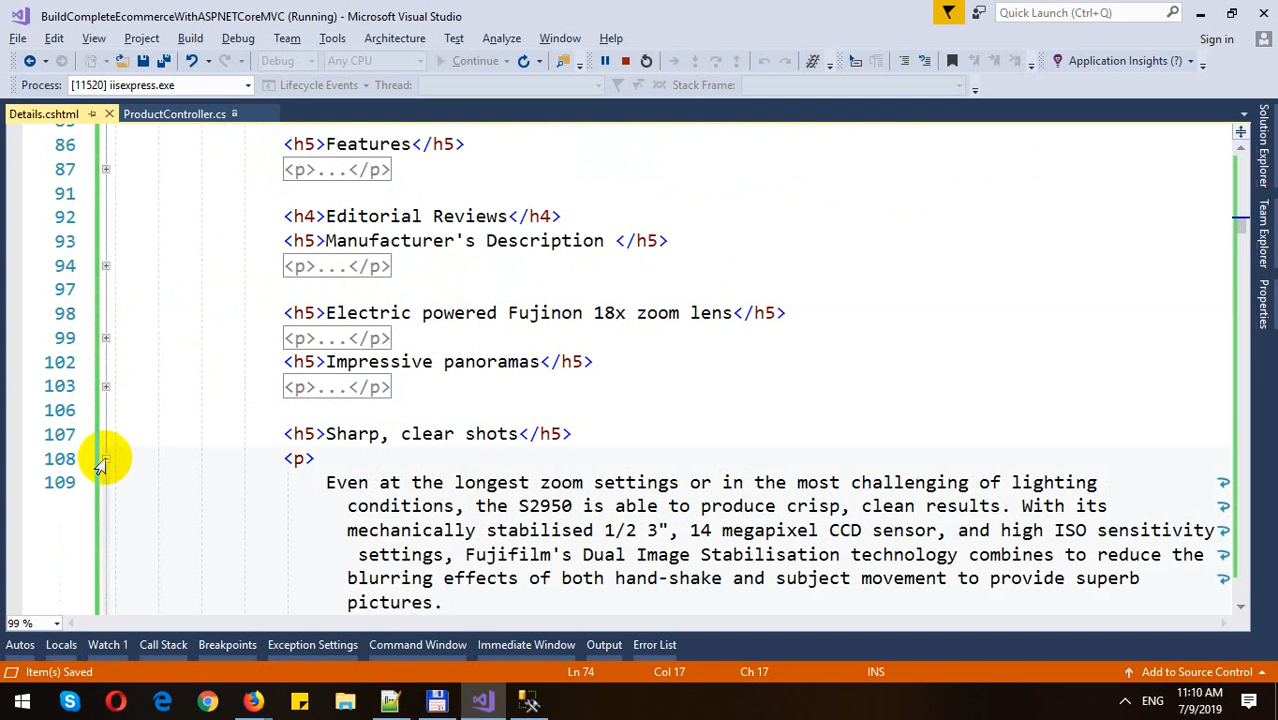 BuildCompleteEcommerceWithASPNETCoreMVC (Running) - Microsoft Visual Studio
Quick Launch (Ctrl+Q)
File Edit View Project Build Debug Team Tools Architecture Test Analyze Window Help
Sign in
Debug Any CPU Continue Application Insights
Process: [11520] iisexpress.exe Lifecycle Events Thread: Stack Frame:
Details.cshtml ProductController.cs
86 <h5>Features</h5>
87 <p>...</p>
91
92 <h4>Editorial Reviews</h4>
93 <h5>Manufacturer's Description </h5>
94 <p>...</p>
97
98 <h5>Electric powered Fujinon 18x zoom lens</h5>
99 <p>...</p>
102 <h5>Impressive panoramas</h5>
103 <p>...</p>
106
107 <h5>Sharp, clear shots</h5>
108 <p>
109 Even at the longest zoom settings or in the most challenging of lighting
conditions, the S2950 is able to produce crisp, clean results. With its
mechanically stabilised 1/2 3", 14 megapixel CCD sensor, and high ISO sensitivity
settings, Fujifilm's Dual Image Stabilisation technology combines to reduce the
blurring effects of both hand-shake and subject movement to provide superb
pictures.
99 %
Autos Locals Watch 1 Call Stack Breakpoints Exception Settings Command Window Immediate Window Output Error List
Item(s) Saved Ln 74 Col 17 Ch 17 INS Add to Source Control
ENG 11:10 AM
7/9/2019
Solution Explorer
Team Explorer
Properties